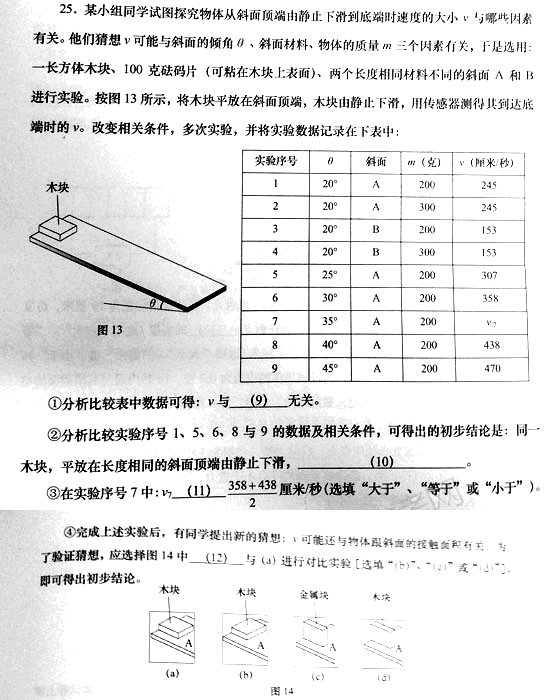 25．某小组同学试图探究物体从斜面顶端由静止下滑到底端时速度的大小 v 与哪些因素
有关。他们猜想 v 可能与斜面的倾角 θ 、斜面材料、物体的质量 m 三个因素有关，于是选用：
一长方体木块、100 克砝码片（可粘在木块上表面）、两个长度相同材料不同的斜面 A 和 B
进行实验。按图 13 所示，将木块平放在斜面顶端，木块由静止下滑，用传感器测得其到达底
端时的 v。改变相关条件，多次实验，并将实验数据记录在下表中：
实验序号 θ 斜面 m（克） v（厘米/秒）
1 20° A 200 245
2 20° A 300 245
3 20° B 200 153
4 20° B 300 153
5 25° A 200 307
6 30° A 200 358
7 35° A 200 v7
8 40° A 200 438
9 45° A 200 470
木块
θ
图 13
①分析比较表中数据可得：v 与 (9) 无关。
②分析比较实验序号 1、5、6、8 与 9 的数据及相关条件，可得出的初步结论是：同一
木块，平放在长度相同的斜面顶端由静止下滑， (10) 。
③在实验序号 7 中：v7 (11) 358+438/2 厘米/秒(选填“大于”、“等于”或“小于”)。
④完成上述实验后，有同学提出新的猜想：v 可能还与物体跟斜面的接触面积有关。为
了验证猜想，应选择图 14 中 (12) 与 (a) 进行对比实验［选填“(b)”、“(c)”或“(d)”］，
即可得出初步结论。
木块 木块 金属块 木块
A A A A
(a) (b) (c) (d)
图 14